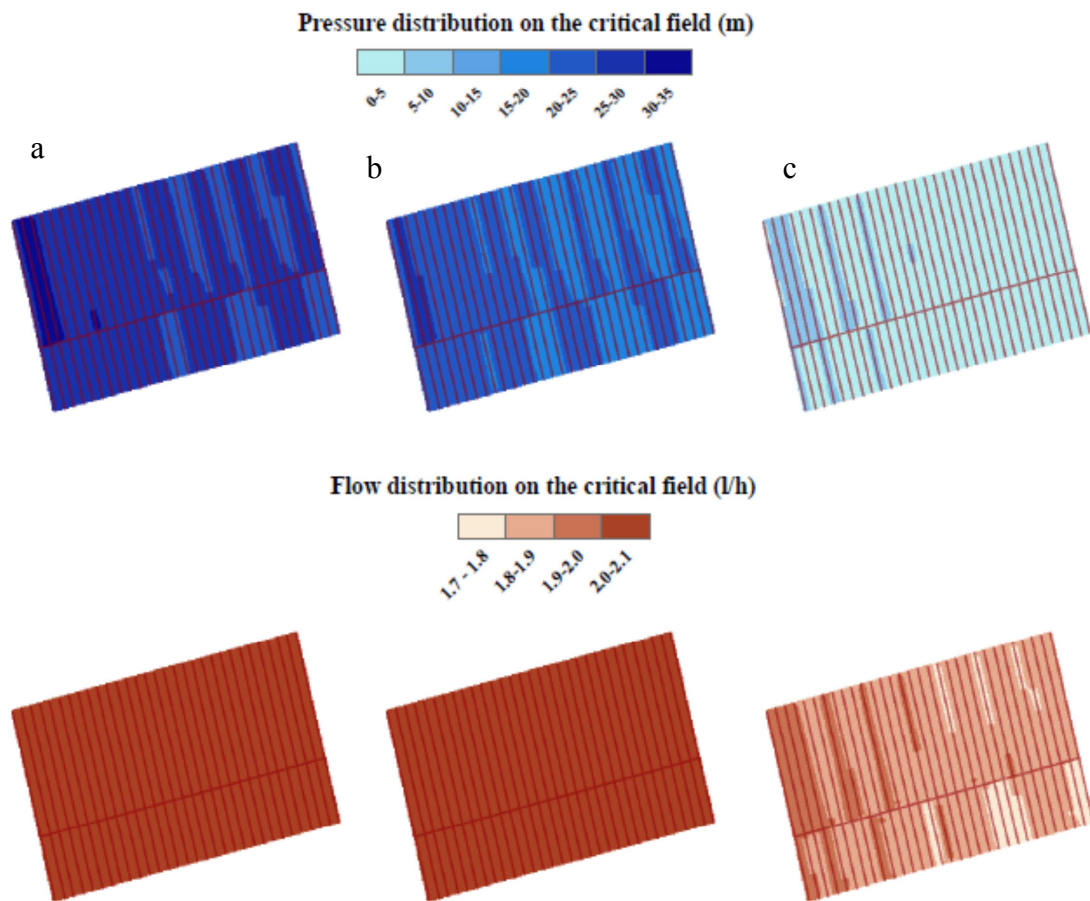 Pressure distribution on the critical field (m)
0-5 5-10 10-15 15-20 20-25 25-30 30-35
a b c
Flow distribution on the critical field (l/h)
1.7 - 1.8 1.8-1.9 1.9-2.0 2.0-2.1